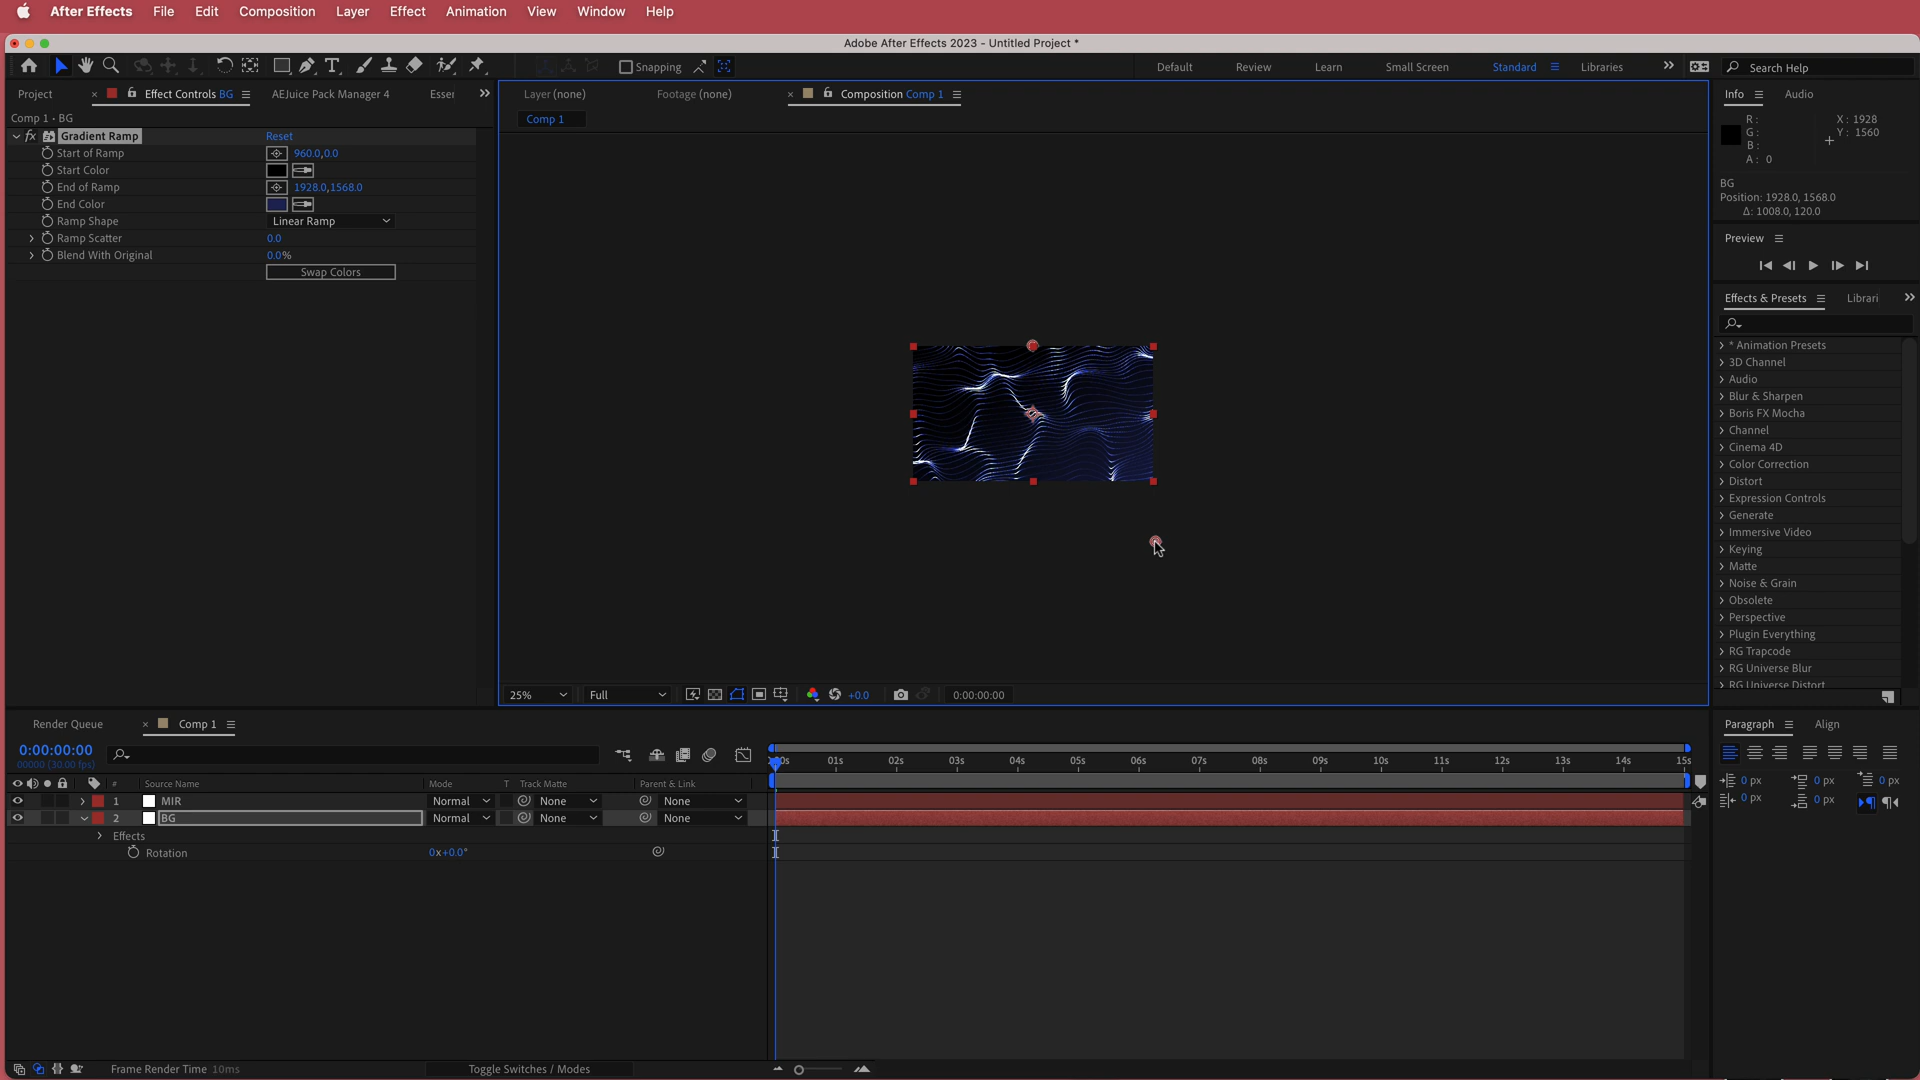 After Effects File Edit Composition Layer Effect Animation View Window Help
Adobe After Effects 2023 - Untitled Project *
Snapping Default Review Learn Small Screen Standard Libraries Search Help
Project Effect Controls BG AEJuice Pack Manager 4 Esser
Layer (none) Footage (none) Composition Comp 1
Info Audio
Comp 1 • BG
Comp 1
fx Gradient Ramp Reset
Start of Ramp 960.0,0.0
Start Color
End of Ramp 1928.0,1568.0
End Color
Ramp Shape Linear Ramp
Ramp Scatter 0.0
Blend With Original 0.0%
Swap Colors
R :
G :
B :
A : 0
X : 1928
Y : 1560
BG
Position: 1928.0, 1568.0
Δ: 1008.0, 120.0
Preview
Effects & Presets Librari
* Animation Presets
3D Channel
Audio
Blur & Sharpen
Boris FX Mocha
Channel
Cinema 4D
Color Correction
Distort
Expression Controls
Generate
Immersive Video
Keying
Matte
Noise & Grain
Obsolete
Perspective
Plugin Everything
RG Trapcode
RG Universe Blur
RG Universe Distort
25% Full +0.0 0:00:00:00
Render Queue Comp 1
0:00:00:00
00000 (30.00 fps)
# Source Name Mode T Track Matte Parent & Link
:00s 01s 02s 03s 04s 05s 06s 07s 08s 09s 10s 11s 12s 13s 14s 15s
1 MIR Normal None None
2 BG Normal None None
Effects
Rotation 0x+0.0°
Paragraph Align
0 px 0 px 0 px
0 px 0 px
Frame Render Time 10ms Toggle Switches / Modes